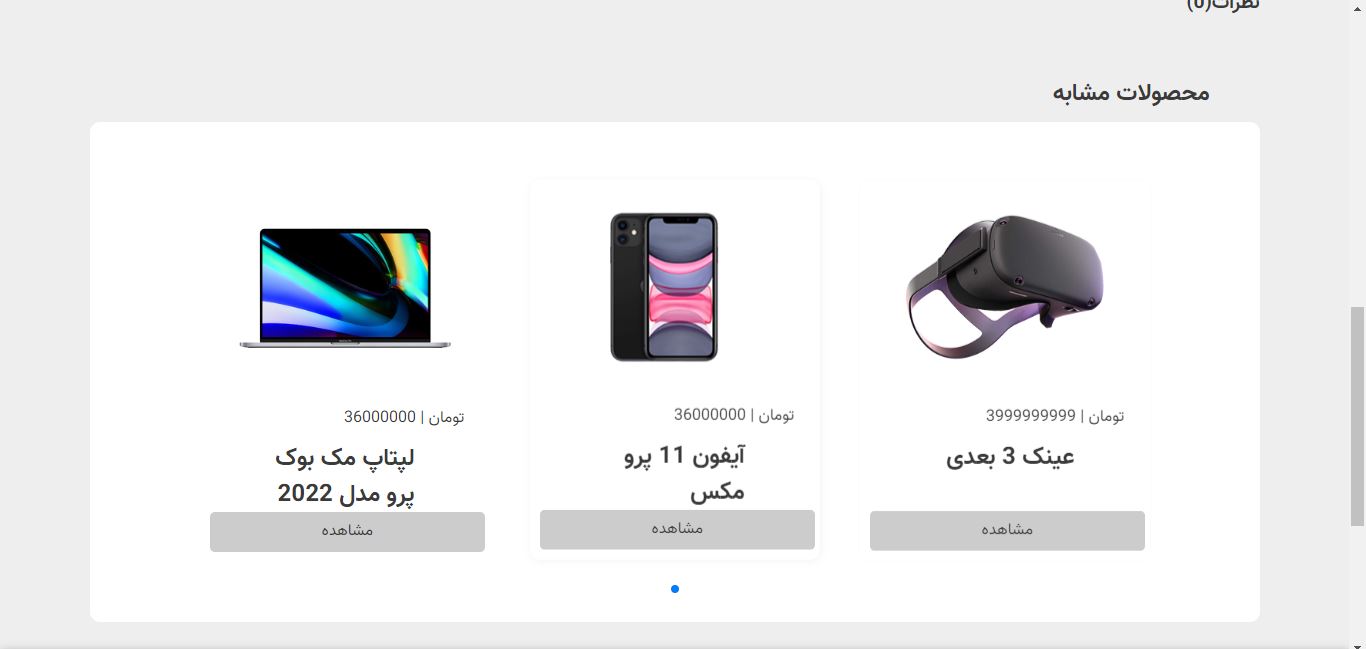 نظرات(0)
محصولات مشابه
تومان | 3999999999
عینک 3 بعدی
مشاهده
تومان | 36000000
آیفون 11 پرو
مکس
مشاهده
تومان | 36000000
لپتاپ مک بوک
پرو مدل 2022
مشاهده